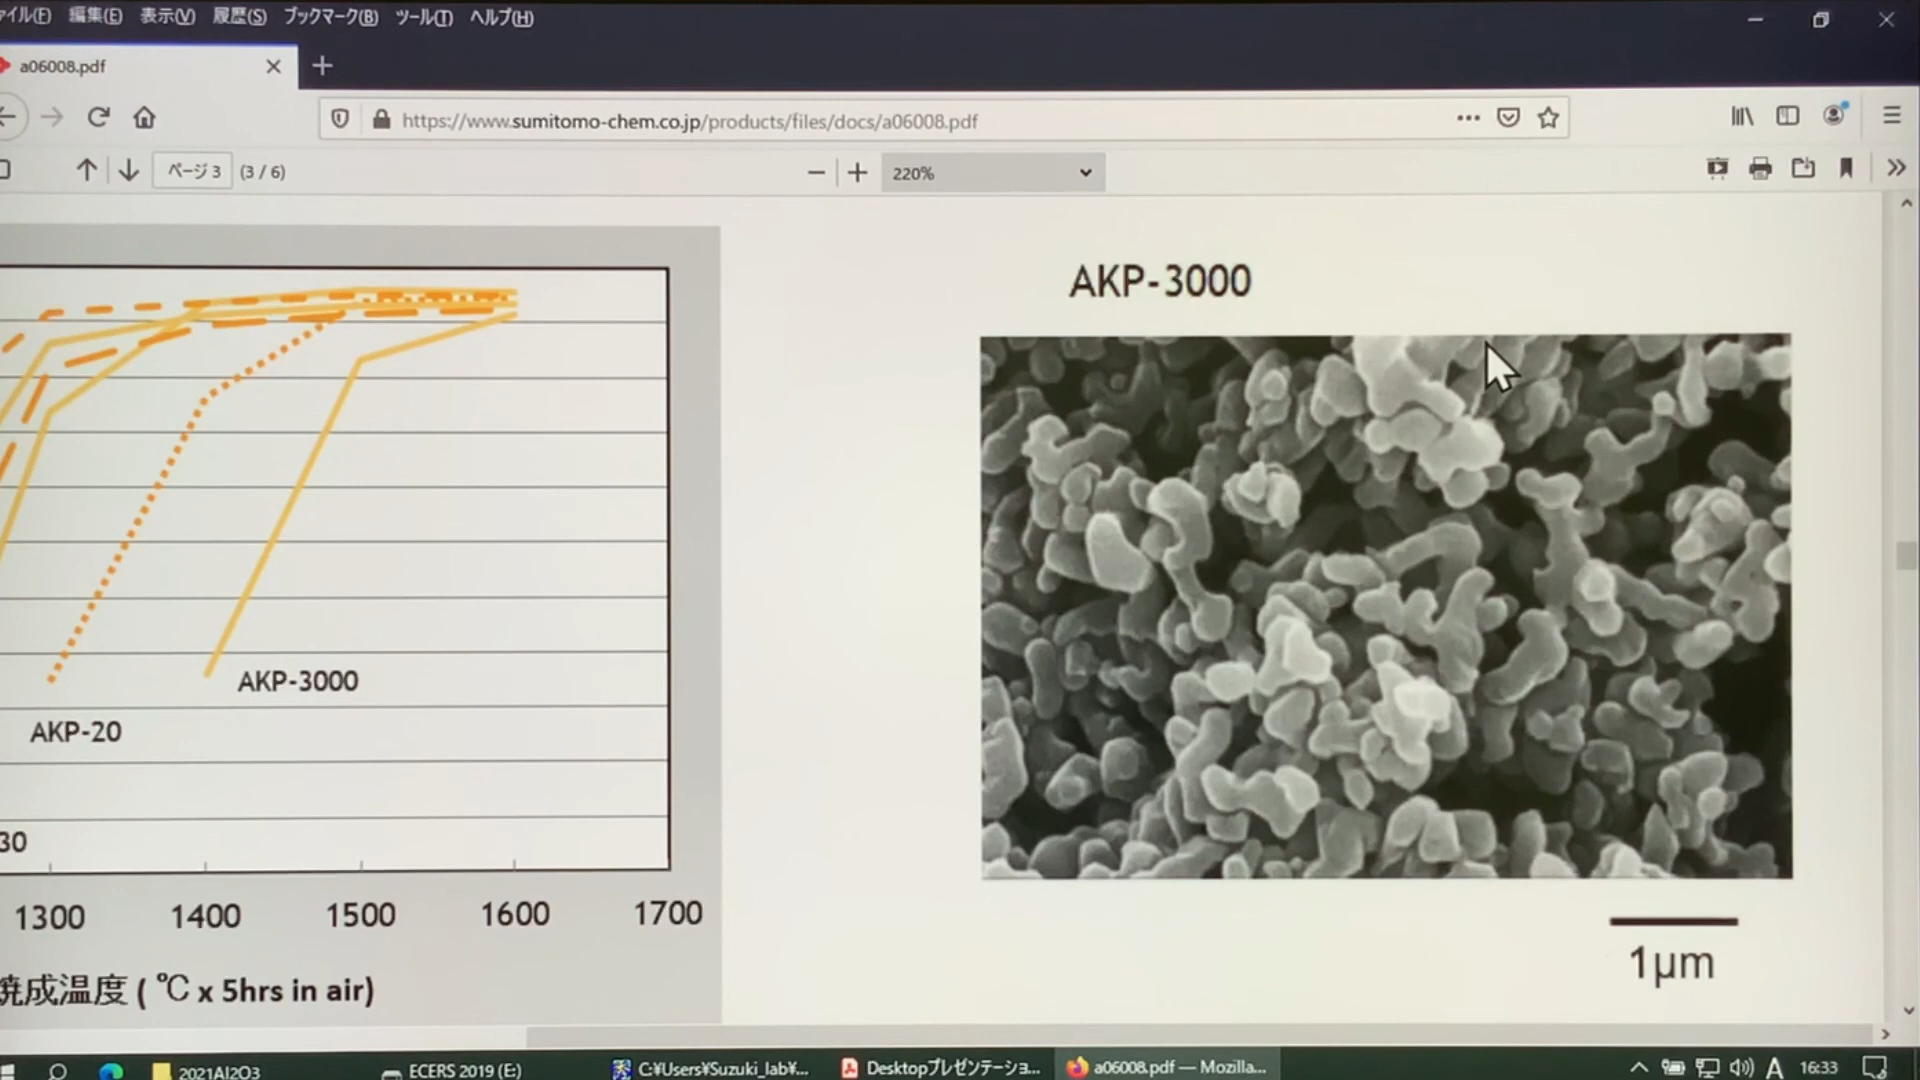 ァイル(F) 編集(E) 表示(V) 履歴(S) ブックマーク(B) ツール(T) ヘルプ(H)
a06008.pdf
https://www.sumitomo-chem.co.jp/products/files/docs/a06008.pdf
ページ 3 (3 / 6)
220%
AKP-3000
AKP-3000
AKP-20
30
1300 1400 1500 1600 1700
焼成温度 ( ℃ x 5hrs in air)
1μm
2021Al2O3
ECERS 2019 (E)
C:¥Users¥Suzuki_lab¥...
Desktopプレゼンテーショ...
a06008.pdf — Mozilla...
A 16:33